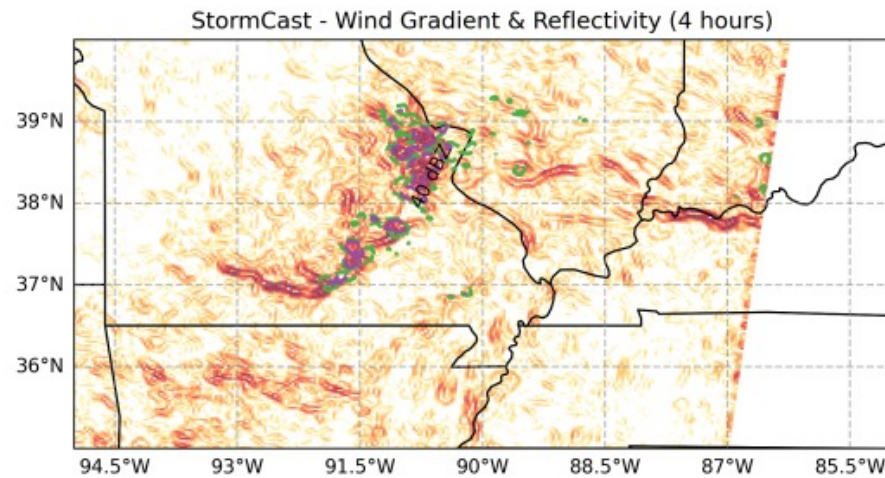 StormCast - Wind Gradient & Reflectivity (4 hours)
39°N
38°N
40 dBZ
37°N
36°N
94.5°W 93°W 91.5°W 90°W 88.5°W 87°W 85.5°W